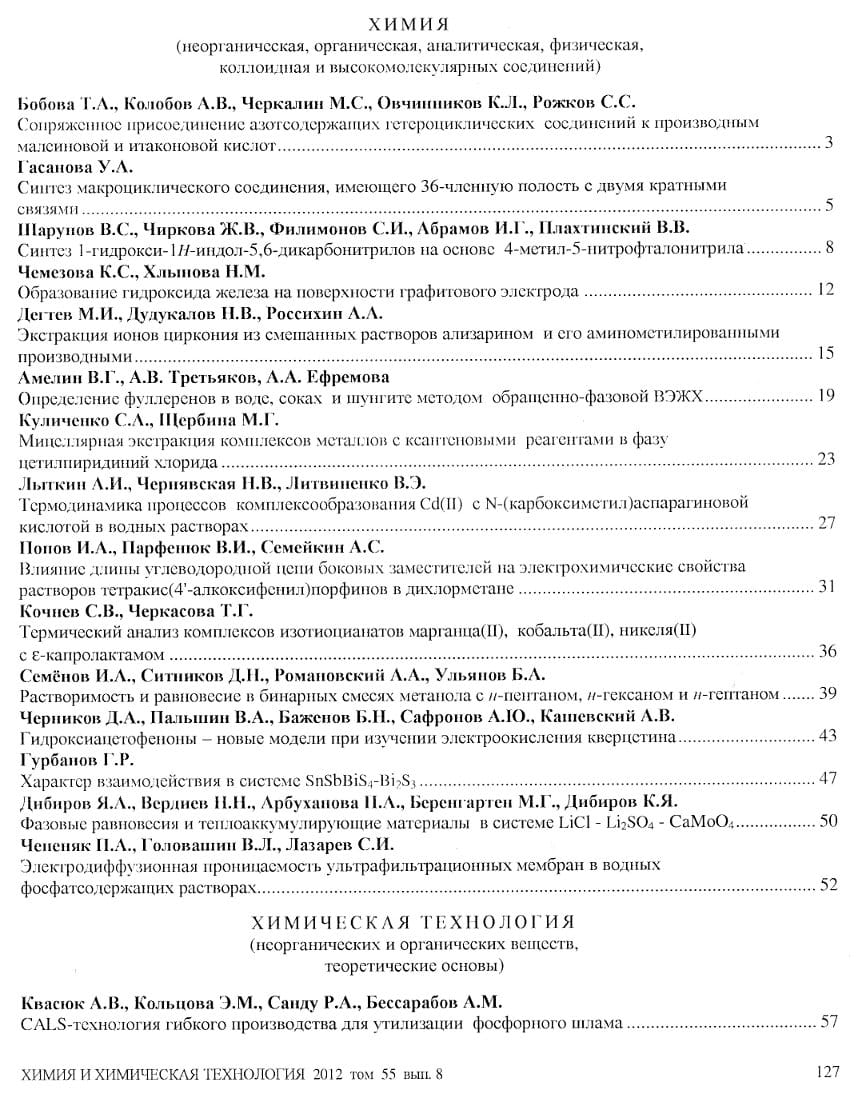 ХИМИЯ
(неорганическая, органическая, аналитическая, физическая,
коллоидная и высокомолекулярных соединений)
Бобова Т.А., Колобов А.В., Черкалин М.С., Овчинников К.Л., Рожков С.С.
Сопряженное присоединение азотсодержащих гетероциклических соединений к производным
малеиновой и итаконовой кислот 3
Гасанова У.А.
Синтез макроциклического соединения, имеющего 36-членную полость с двумя кратными
связями 5
Шарунов В.С., Чиркова Ж.В., Филимонов С.И., Абрамов И.Г., Плахтинский В.В.
Синтез 1-гидрокси-1H-индол-5,6-дикарбонитрилов на основе 4-метил-5-нитрофталонитрила 8
Чемезова К.С., Хлынова Н.М.
Образование гидроксида железа на поверхности графитового электрода 12
Дегтев М.И., Дудукалов Н.В., Россихин А.А.
Экстракция ионов циркония из смешанных растворов ализарином и его аминометилированными
производными 15
Амелин В.Г., А.В. Третьяков, А.А. Ефремова
Определение фуллеренов в воде, соках и шунгите методом обращенно-фазовой ВЭЖХ 19
Куличенко С.А., Щербина М.Г.
Мицеллярная экстракция комплексов металлов с ксантеновыми реагентами в фазу
цетилпиридиний хлорида 23
Лыткин А.И., Чернявская Н.В., Литвиненко В.Э.
Термодинамика процессов комплексообразования Cd(II) с N-(карбоксиметил)аспарагиновой
кислотой в водных растворах 27
Попов И.А., Парфенюк В.И., Семейкин А.С.
Влияние длины углеводородной цепи боковых заместителей на электрохимические свойства
растворов тетракис(4'-алкоксифенил)порфинов в дихлорметане 31
Кочнев С.В., Черкасова Т.Г.
Термический анализ комплексов изотиоцианатов марганца(II), кобальта(II), никеля(II)
с ε-капролактамом 36
Семёнов И.А., Ситников Д.Н., Романовский А.А., Ульянов Б.А.
Растворимость и равновесие в бинарных смесях метанола с н-пентаном, н-гексаном и н-гептаном 39
Черников Д.А., Пальшин В.А., Баженов Б.Н., Сафронов А.Ю., Кашевский А.В.
Гидроксиацетофеноны – новые модели при изучении электроокисления кверцетина 43
Гурбанов Г.Р.
Характер взаимодействия в системе SnSbBiS₄-Bi₂S₃ 47
Дибиров Я.А., Вердиев Н.Н., Арбуханова П.А., Беренгартен М.Г., Дибиров К.Я.
Фазовые равновесия и теплоаккумулирующие материалы в системе LiCl - Li₂SO₄ - CaMoO₄ 50
Чепеняк П.А., Головашин В.Л., Лазарев С.И.
Электродиффузионная проницаемость ультрафильтрационных мембран в водных
фосфатсодержащих растворах 52
ХИМИЧЕСКАЯ ТЕХНОЛОГИЯ
(неорганических и органических веществ,
теоретические основы)
Квасюк А.В., Кольцова Э.М., Санду Р.А., Бессарабов А.М.
CALS-технология гибкого производства для утилизации фосфорного шлама 57
ХИМИЯ И ХИМИЧЕСКАЯ ТЕХНОЛОГИЯ 2012 том 55 вып. 8 127